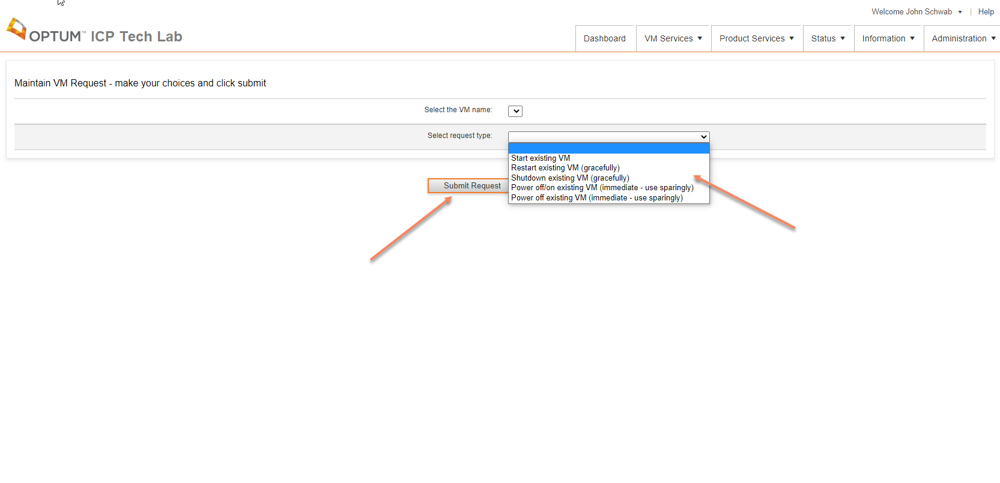 Welcome John Schwab ▼ | Help
OPTUM™ ICP Tech Lab
Dashboard VM Services ▼ Product Services ▼ Status ▼ Information ▼ Administration ▼
Maintain VM Request - make your choices and click submit
Select the VM name:
Select request type:
Start existing VM
Restart existing VM (gracefully)
Shutdown existing VM (gracefully)
Submit Request
Power off/on existing VM (immediate - use sparingly)
Power off existing VM (immediate - use sparingly)